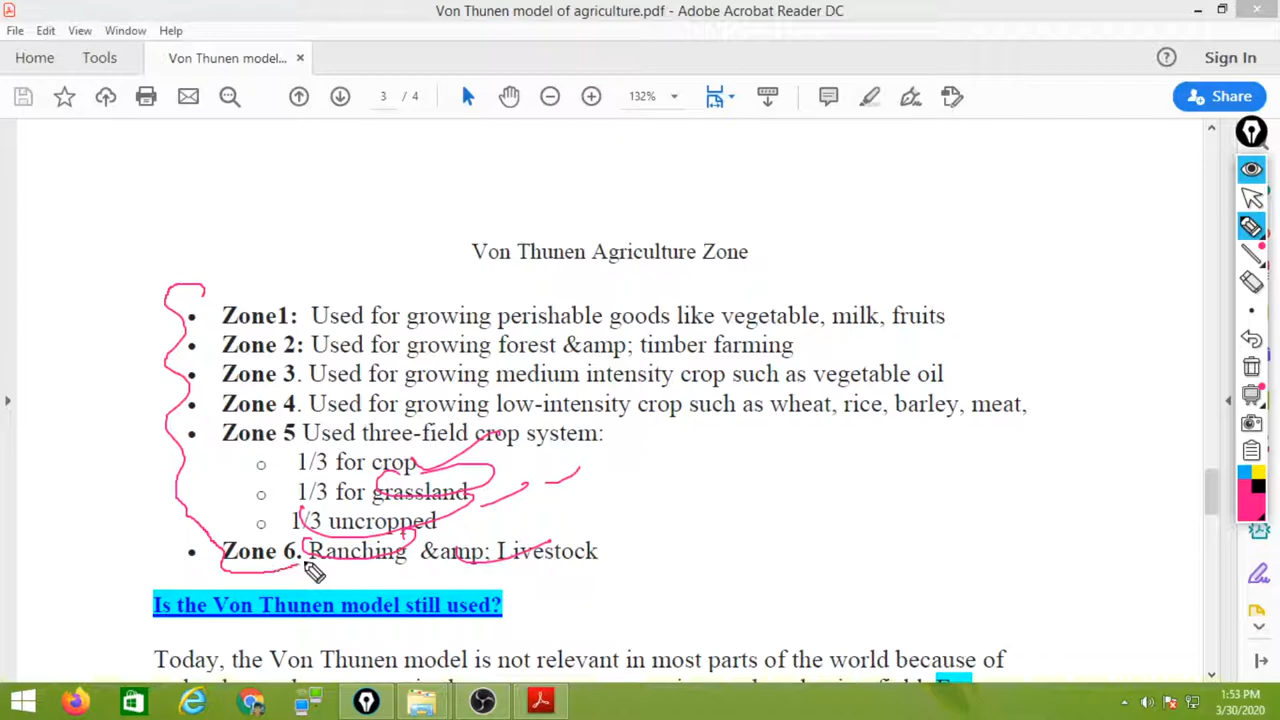 Von Thunen model of agriculture.pdf - Adobe Acrobat Reader DC
File Edit View Window Help
Home Tools Von Thunen model... × Sign In
3 / 4 132% Share
Von Thunen Agriculture Zone
• Zone1: Used for growing perishable goods like vegetable, milk, fruits
• Zone 2: Used for growing forest &amp; timber farming
• Zone 3. Used for growing medium intensity crop such as vegetable oil
• Zone 4. Used for growing low-intensity crop such as wheat, rice, barley, meat,
• Zone 5 Used three-field crop system:
o 1/3 for crop
o 1/3 for grassland
o 1/3 uncropped
• Zone 6. Ranching &amp; Livestock
Is the Von Thunen model still used?
Today, the Von Thunen model is not relevant in most parts of the world because of
1:53 PM
3/30/2020